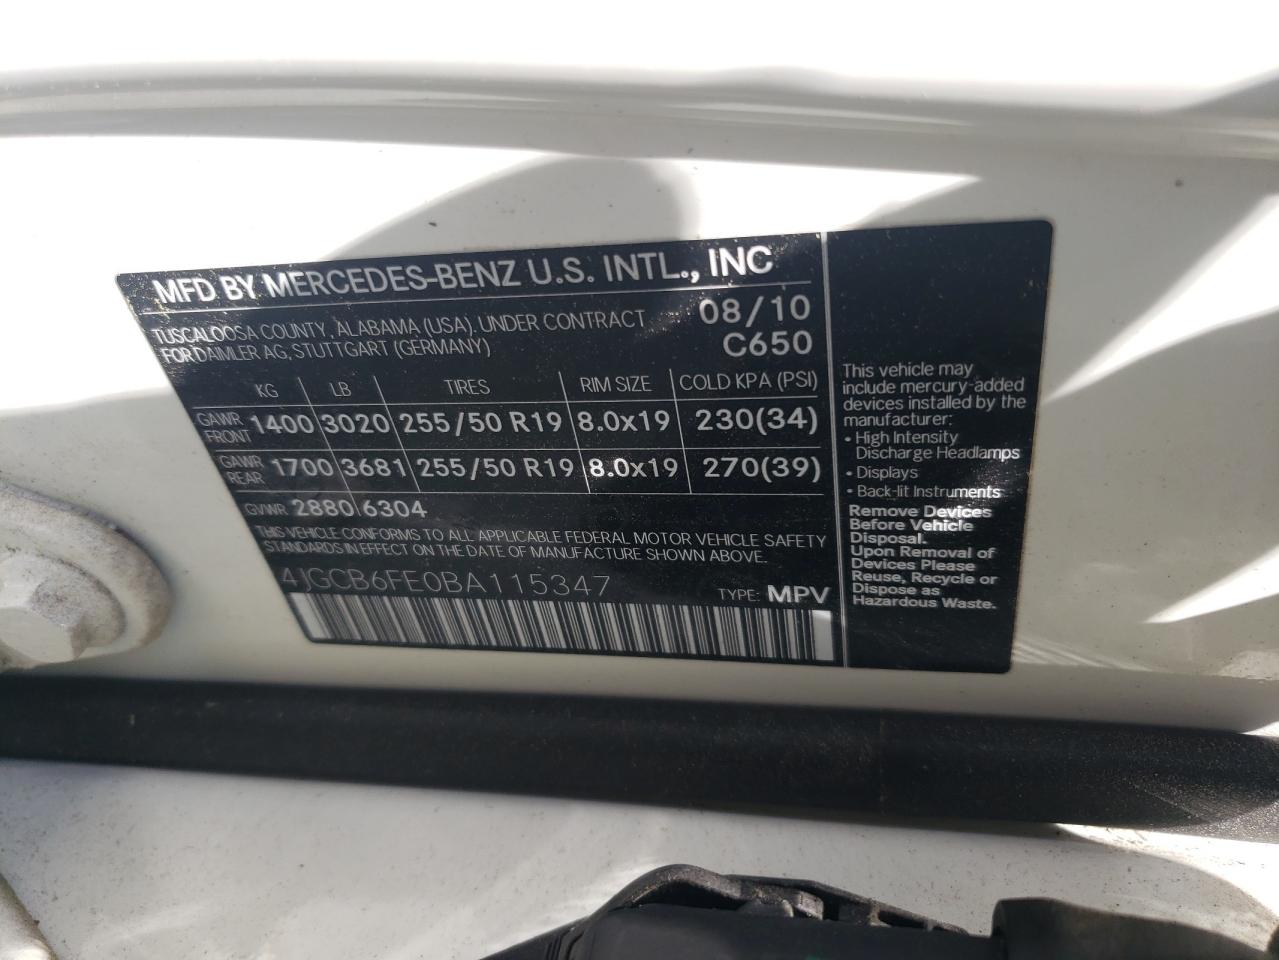 MFD BY MERCEDES-BENZ U.S. INTL., INC
TUSCALOOSA COUNTY, ALABAMA (USA), UNDER CONTRACT 08/10
FOR DAIMLER AG, STUTTGART (GERMANY) C650
KG LB TIRES RIM SIZE COLD KPA (PSI)
GAWR FRONT 1400 3020 255/50 R19 8.0x19 230(34)
GAWR REAR 1700 3681 255/50 R19 8.0x19 270(39)
GVWR 2880 6304
THIS VEHICLE CONFORMS TO ALL APPLICABLE FEDERAL MOTOR VEHICLE SAFETY
STANDARDS IN EFFECT ON THE DATE OF MANUFACTURE SHOWN ABOVE.
4JGCB6FE0BA115347 TYPE: MPV
This vehicle may
include mercury-added
devices installed by the
manufacturer:
• High Intensity
Discharge Headlamps
• Displays
• Back-lit Instruments
Remove Devices
Before Vehicle
Disposal.
Upon Removal of
Devices Please
Reuse, Recycle or
Dispose as
Hazardous Waste.